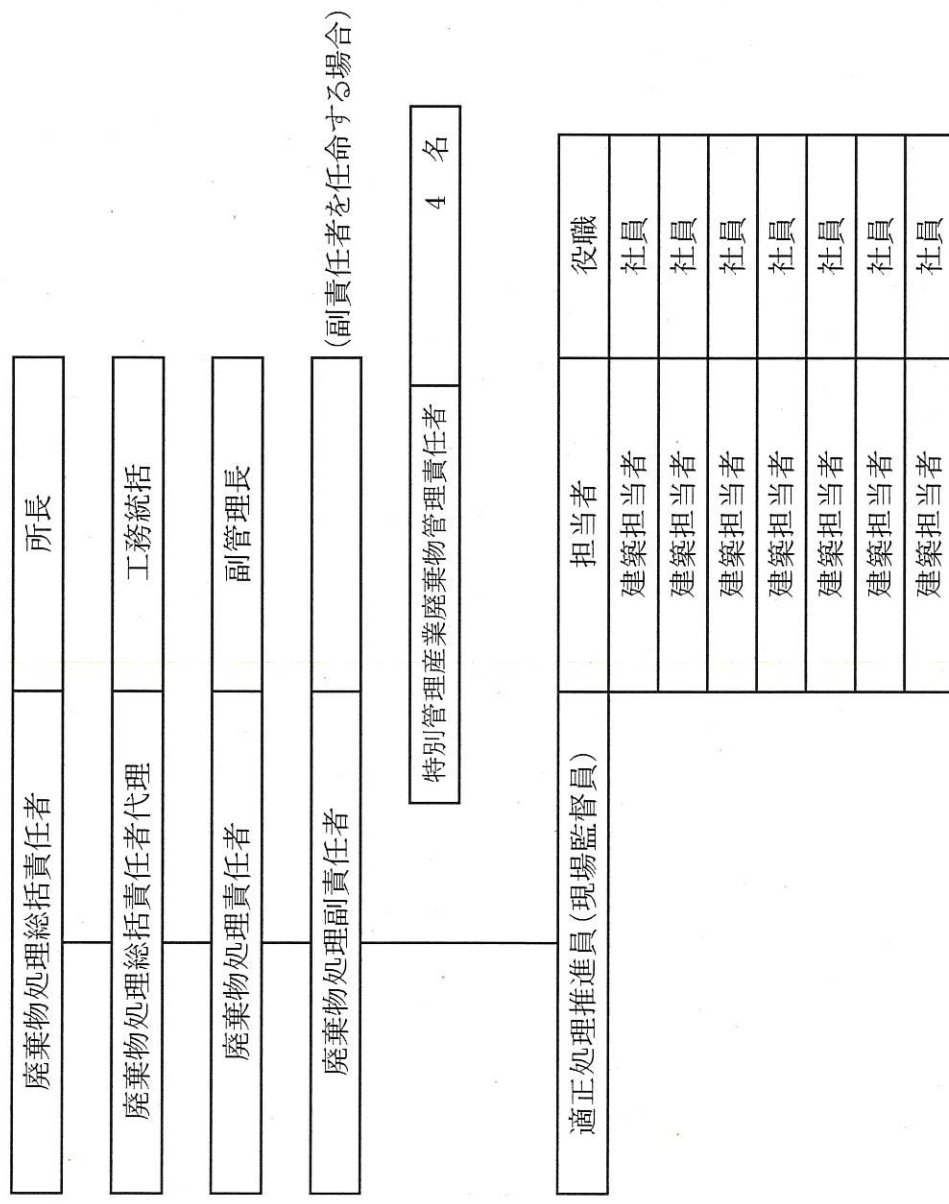 廃棄物処理総括責任者 所長
廃棄物処理総括責任者代理 工務統括
廃棄物処理責任者 副管理長
廃棄物処理副責任者 (副責任者を任命する場合)
特別管理産業廃棄物管理責任者 4 名
適正処理推進員(現場監督員) 担当者 役職
建築担当者 社員
建築担当者 社員
建築担当者 社員
建築担当者 社員
建築担当者 社員
建築担当者 社員
建築担当者 社員